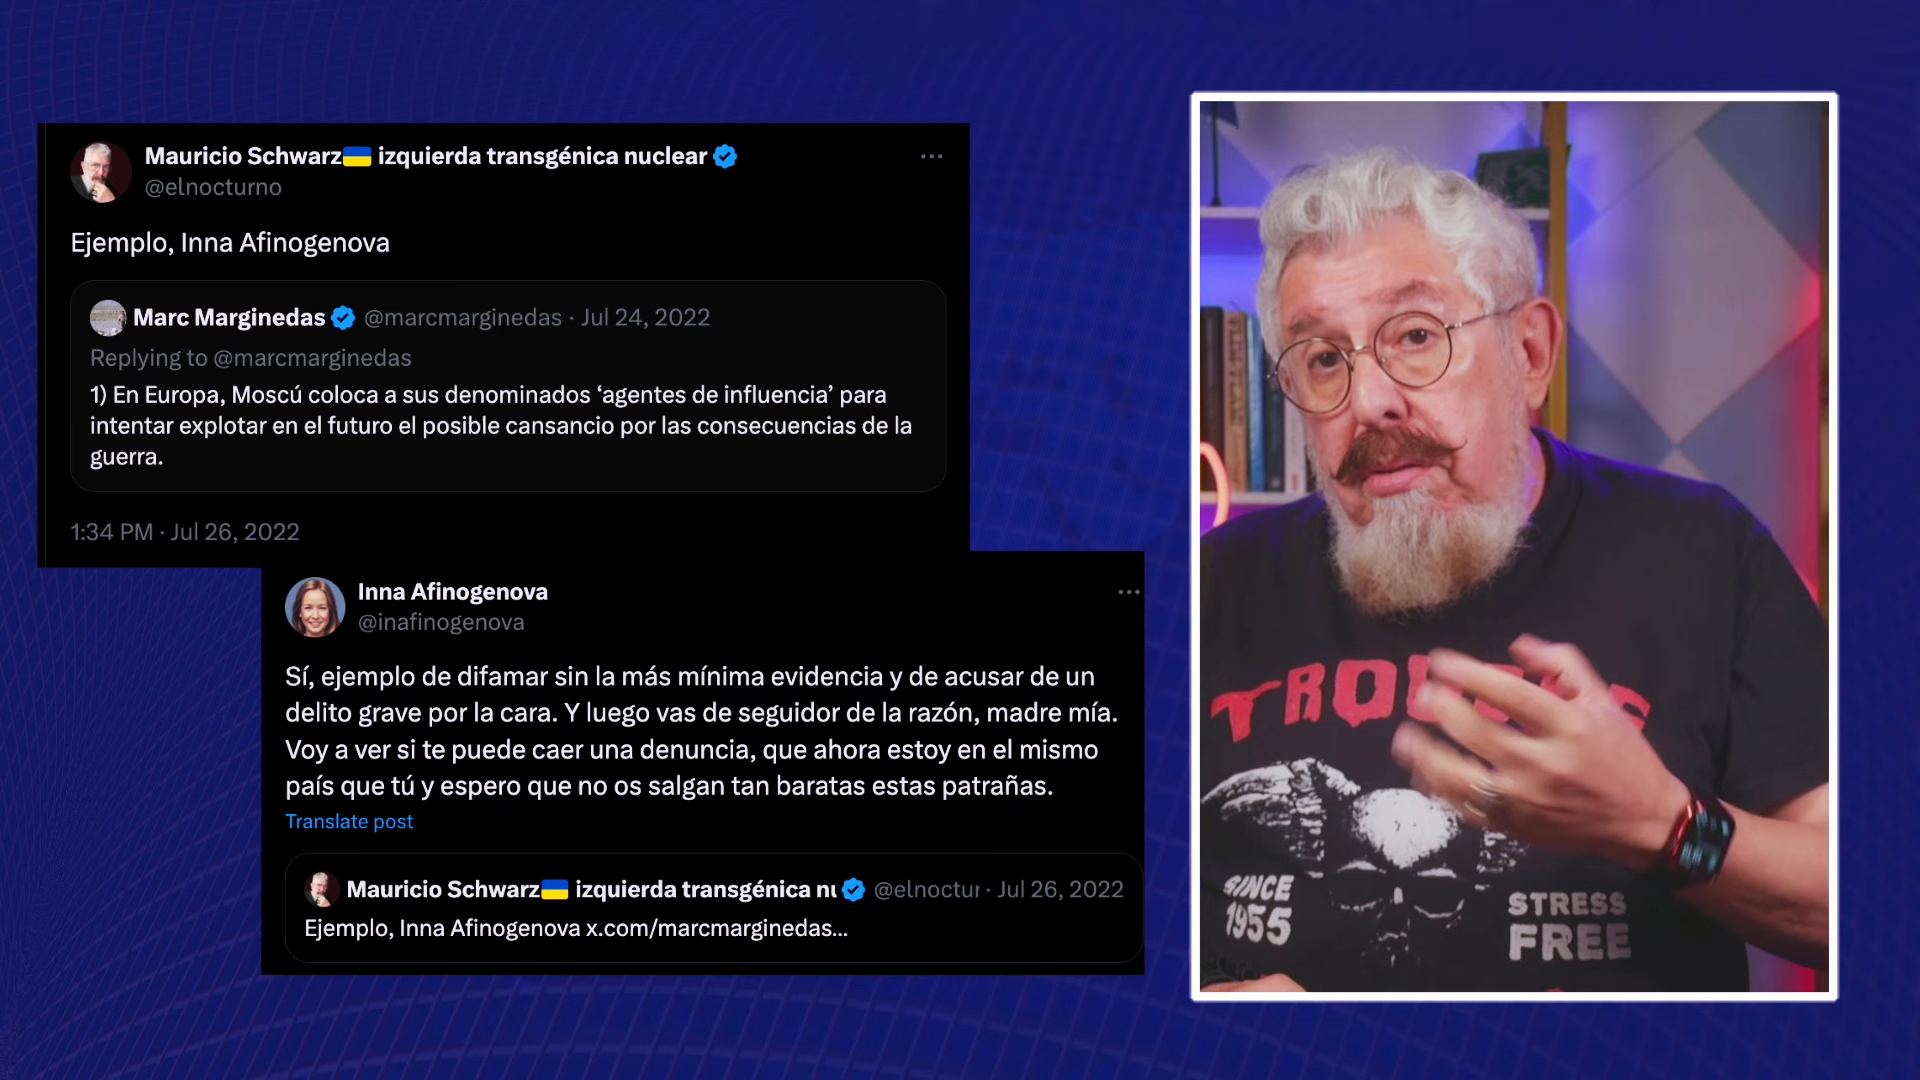 Mauricio Schwarz🇺🇦 izquierda transgénica nuclear
@elnocturno
Ejemplo, Inna Afinogenova
Marc Marginedas @marcmarginedas · Jul 24, 2022
Replying to @marcmarginedas
1) En Europa, Moscú coloca a sus denominados ‘agentes de influencia’ para
intentar explotar en el futuro el posible cansancio por las consecuencias de la
guerra.
1:34 PM · Jul 26, 2022
Inna Afinogenova
@inafinogenova
Sí, ejemplo de difamar sin la más mínima evidencia y de acusar de un
delito grave por la cara. Y luego vas de seguidor de la razón, madre mía.
Voy a ver si te puede caer una denuncia, que ahora estoy en el mismo
país que tú y espero que no os salgan tan baratas estas patrañas.
Translate post
Mauricio Schwarz🇺🇦 izquierda transgénica nu @elnoctur · Jul 26, 2022
Ejemplo, Inna Afinogenova x.com/marcmarginedas...
SINCE
1955
STRESS
FREE